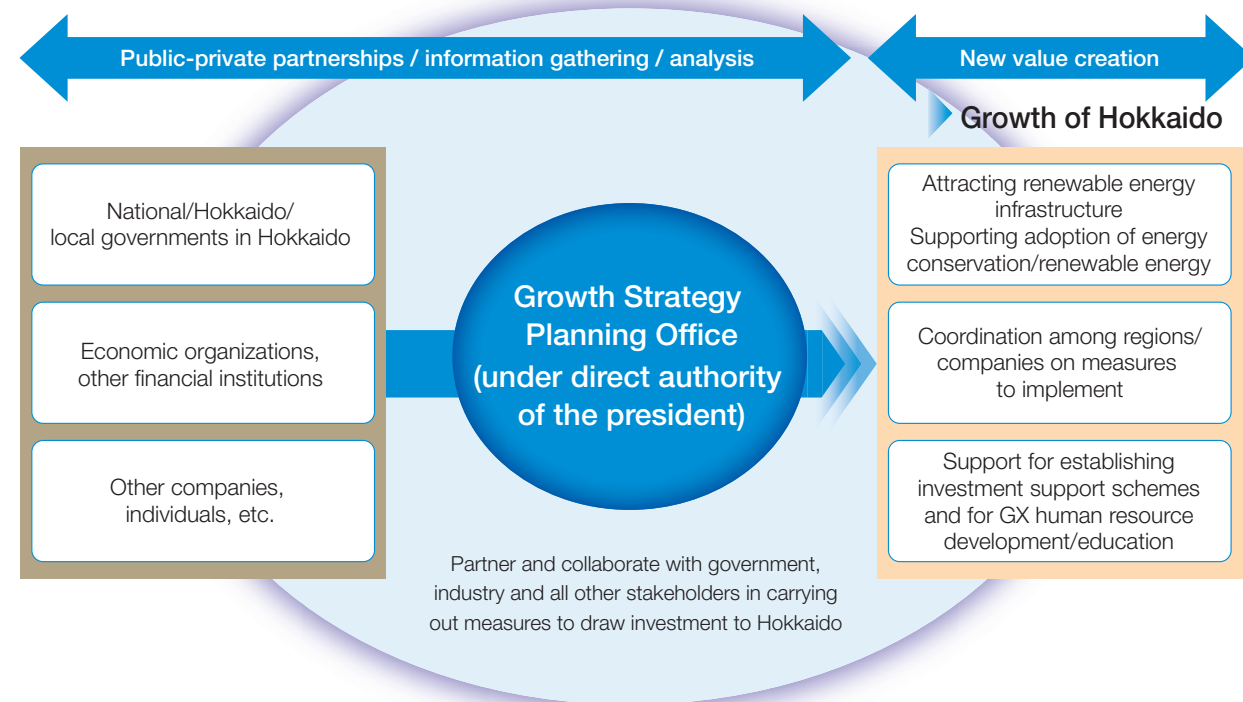 Public-private partnerships / information gathering / analysis
New value creation
Growth of Hokkaido
National/Hokkaido/
local governments in Hokkaido
Economic organizations,
other financial institutions
Other companies,
individuals, etc.
Growth Strategy
Planning Office
(under direct authority
of the president)
Partner and collaborate with government,
industry and all other stakeholders in carrying
out measures to draw investment to Hokkaido
Attracting renewable energy
infrastructure
Supporting adoption of energy
conservation/renewable energy
Coordination among regions/
companies on measures
to implement
Support for establishing
investment support schemes
and for GX human resource
development/education